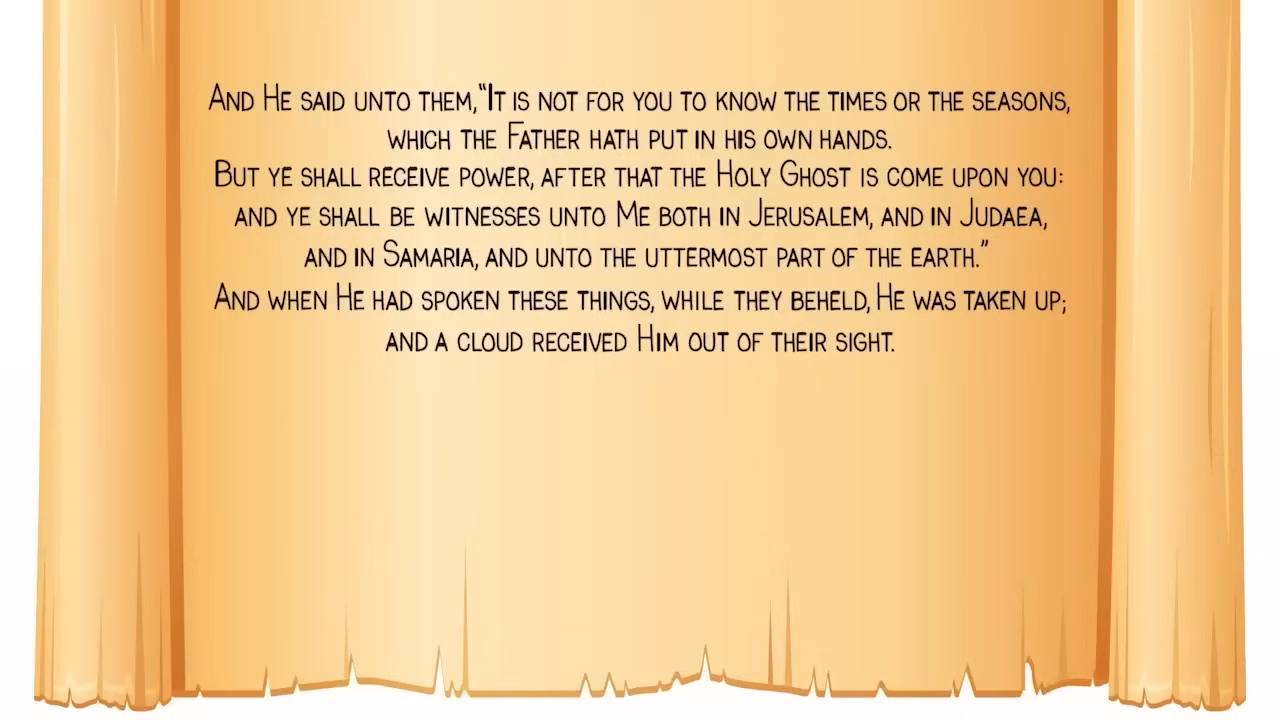 And He said unto them,"It is not for you to know the times or the seasons,
which the Father hath put in his own hands.
But ye shall receive power, after that the Holy Ghost is come upon you:
and ye shall be witnesses unto Me both in Jerusalem, and in Judaea,
and in Samaria, and unto the uttermost part of the earth."
And when He had spoken these things, while they beheld, He was taken up;
and a cloud received Him out of their sight.